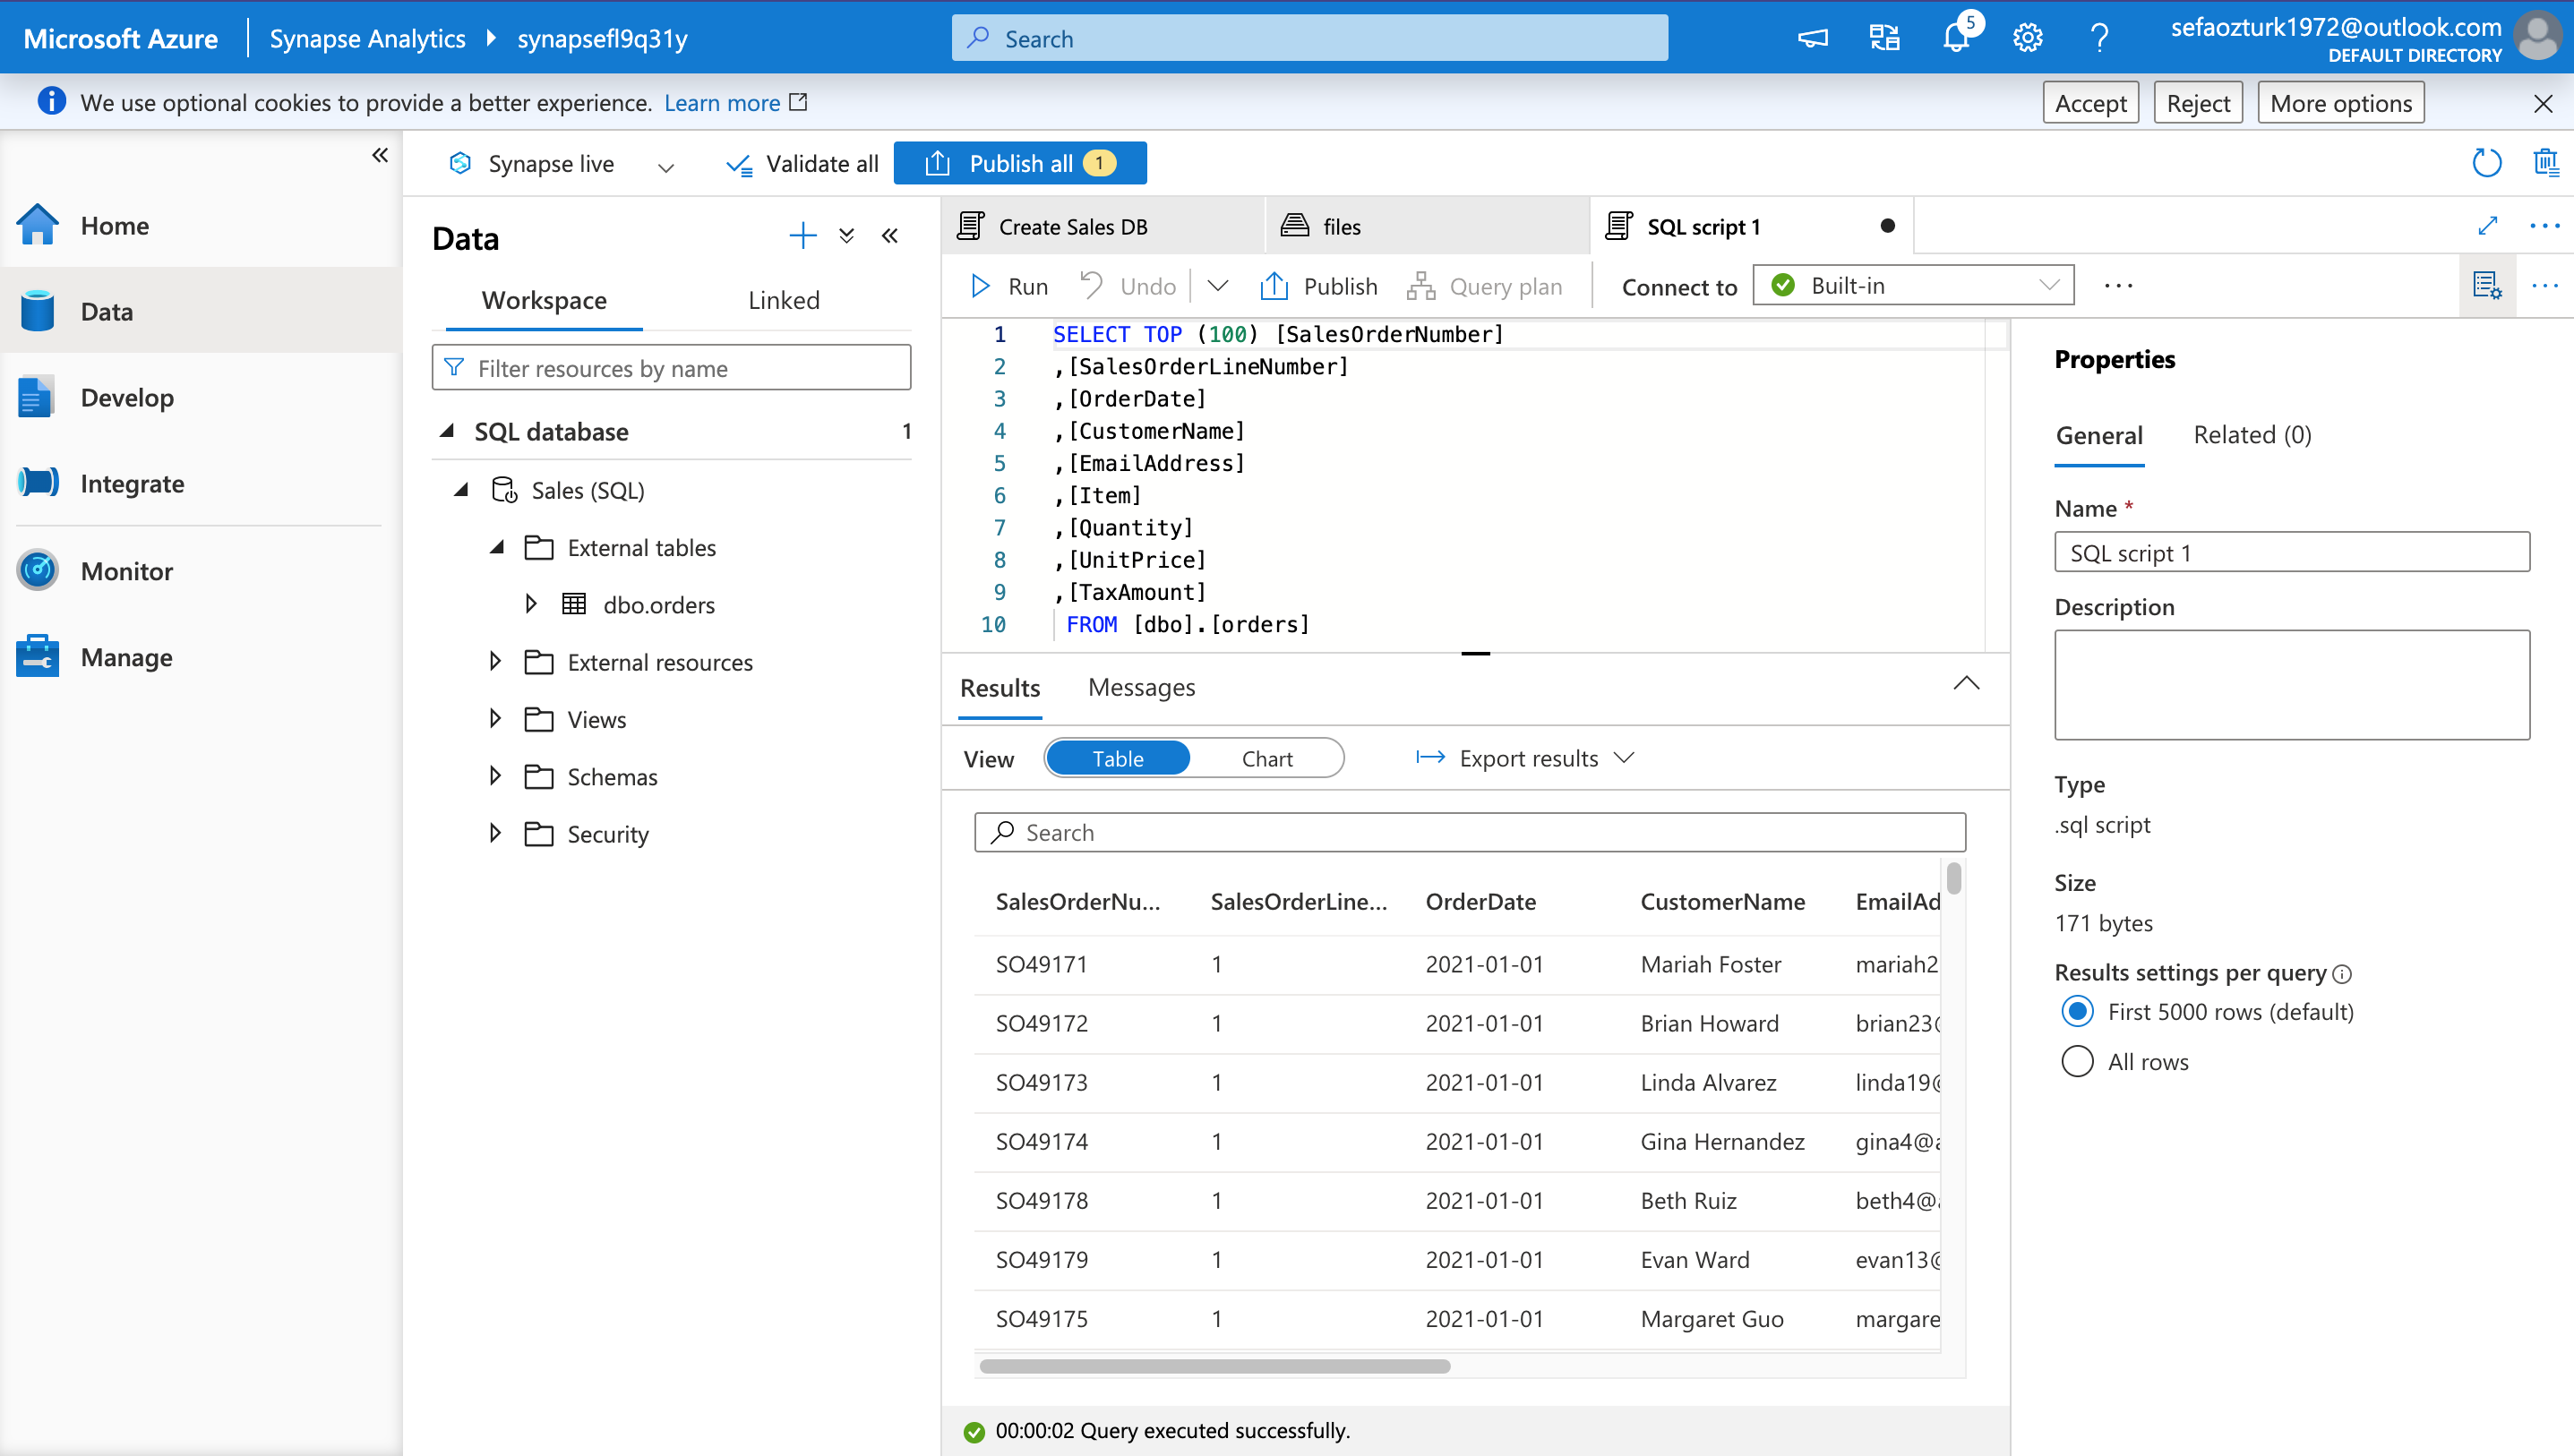 Microsoft Azure
Synapse Analytics
synapsefl9q31y
Search
5
sefaozturk1972@outlook.com
DEFAULT DIRECTORY
We use optional cookies to provide a better experience. Learn more
Accept
Reject
More options
Synapse live
Validate all
Publish all 1
Home
Data
Develop
Integrate
Monitor
Manage
Data
Workspace
Linked
Filter resources by name
SQL database 1
Sales (SQL)
External tables
dbo.orders
External resources
Views
Schemas
Security
Create Sales DB
files
SQL script 1
Run
Undo
Publish
Query plan
Connect to
Built-in
1 SELECT TOP (100) [SalesOrderNumber]
2 ,[SalesOrderLineNumber]
3 ,[OrderDate]
4 ,[CustomerName]
5 ,[EmailAddress]
6 ,[Item]
7 ,[Quantity]
8 ,[UnitPrice]
9 ,[TaxAmount]
10 FROM [dbo].[orders]
Results
Messages
View
Table
Chart
Export results
Search
SalesOrderNu... SalesOrderLine... OrderDate CustomerName EmailAd
SO49171 1 2021-01-01 Mariah Foster mariah2
SO49172 1 2021-01-01 Brian Howard brian23@
SO49173 1 2021-01-01 Linda Alvarez linda19@
SO49174 1 2021-01-01 Gina Hernandez gina4@a
SO49178 1 2021-01-01 Beth Ruiz beth4@a
SO49179 1 2021-01-01 Evan Ward evan13@
SO49175 1 2021-01-01 Margaret Guo margare
00:00:02 Query executed successfully.
Properties
General
Related (0)
Name *
SQL script 1
Description
Type
.sql script
Size
171 bytes
Results settings per query
First 5000 rows (default)
All rows